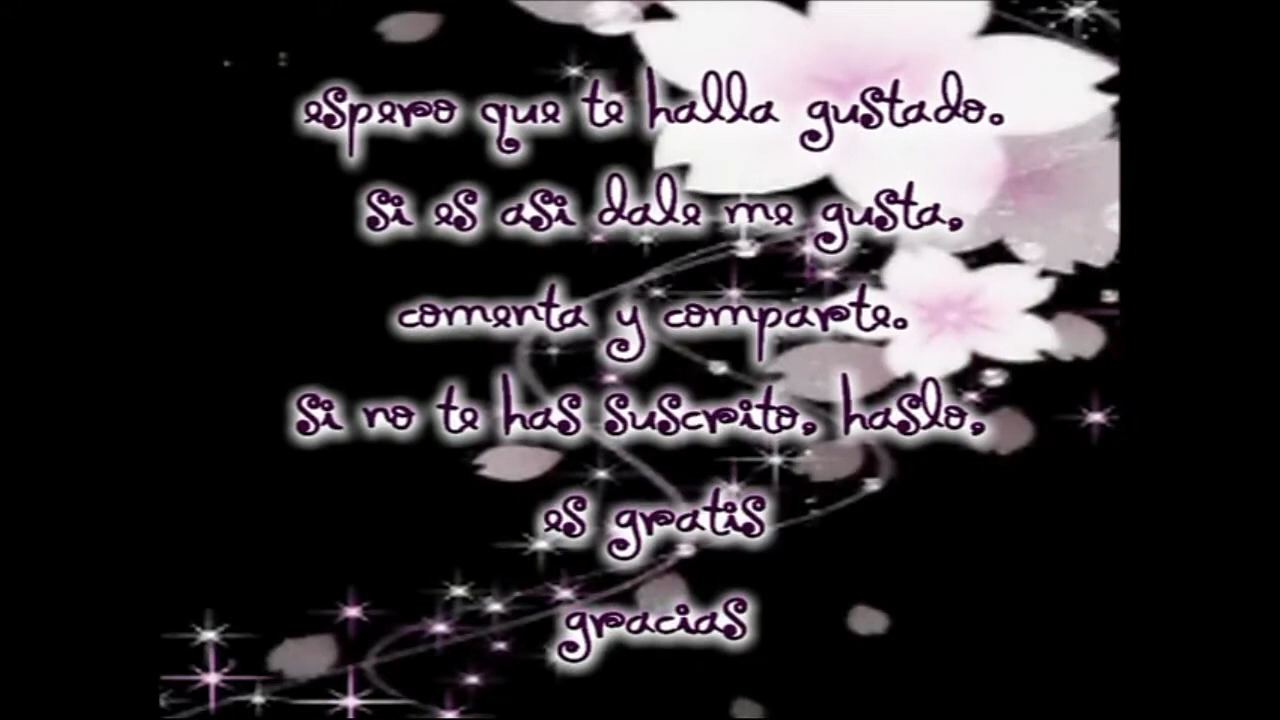 espero que te halla gustado.
si es asi dale me gusta,
comenta y comparte.
si no te has suscrito, haslo,
es gratis
gracias